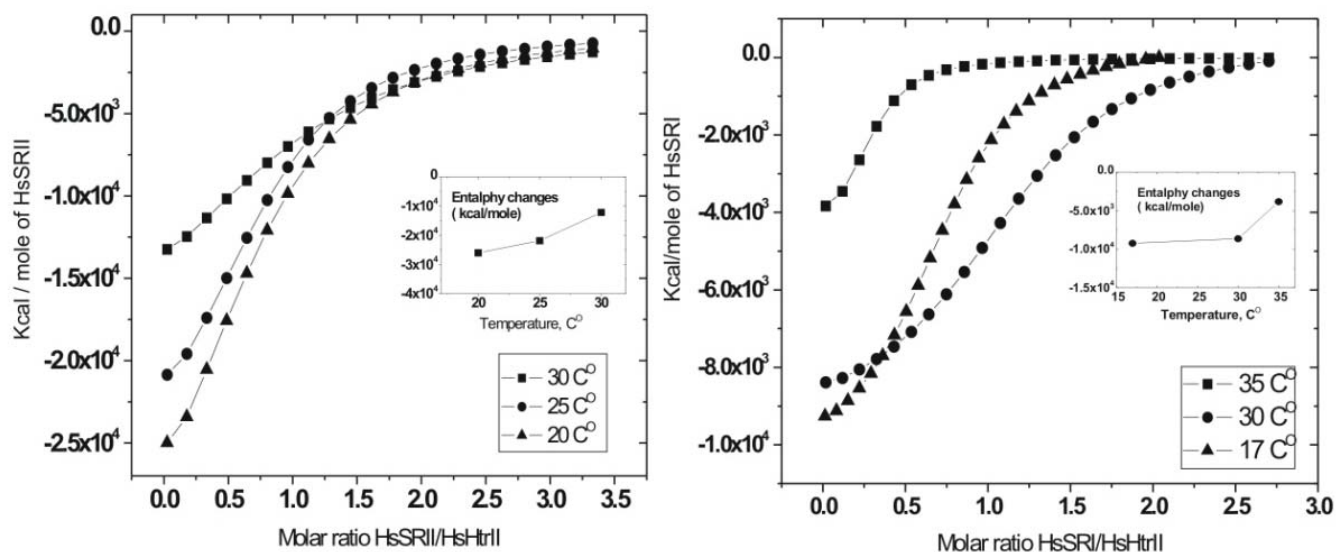 0.0
-5.0x10³
-1.0x10⁴
-1.5x10⁴
-2.0x10⁴
-2.5x10⁴
Kcal / mole of HsSRII
0.0 0.5 1.0 1.5 2.0 2.5 3.0 3.5
Molar ratio HsSRII/HsHtrII
Entalphy changes
( kcal/mole)
0
-1x10⁴
-2x10⁴
-3x10⁴
-4x10⁴
20 25 30
Temperature, C°
30 C°
25 C°
20 C°
0.0
-2.0x10³
-4.0x10³
-6.0x10³
-8.0x10³
-1.0x10⁴
Kcal/mole of HsSRI
0.0 0.5 1.0 1.5 2.0 2.5 3.0
Molar ratio HsSRI/HsHtrII
Entalphy changes
( kcal/mole)
0.0
-5.0x10³
-1.0x10⁴
-1.5x10⁴
15 20 25 30 35
Temperature, C°
35 C°
30 C°
17 C°